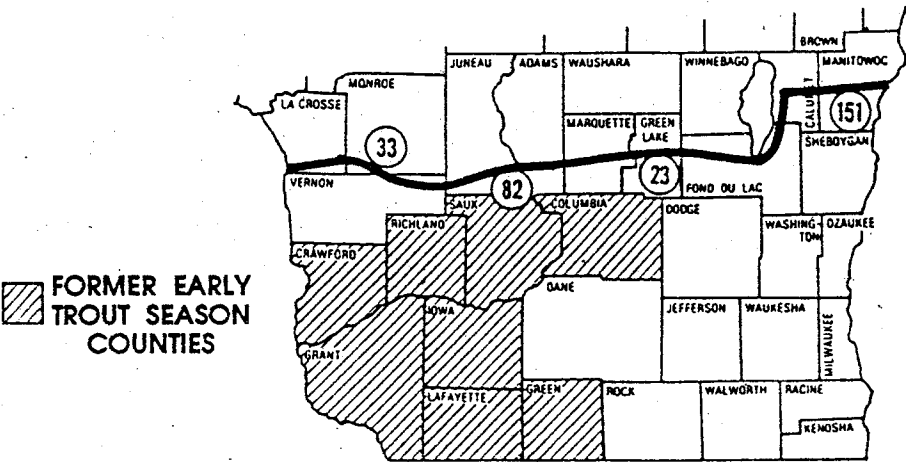 BROWN
JUNEAU
ADAMS
WAUSHARA
WINNEBAGO
MANITOWOC
MONROE
CALUMET
LA CROSSE
151
MARQUETTE
GREEN
LAKE
33
SHEBOYGAN
VERNON
82
23
FOND DU LAC
SAUK
COLUMBIA
DODGE
RICHLAND
WASHING-
TON
OZAUKEE
CRAWFORD
FORMER EARLY
TROUT SEASON
COUNTIES
DANE
IOWA
JEFFERSON
WAUKESHA
MILWAUKEE
GRANT
LAFAYETTE
GREEN
ROCK
WALWORTH
RACINE
KENOSHA